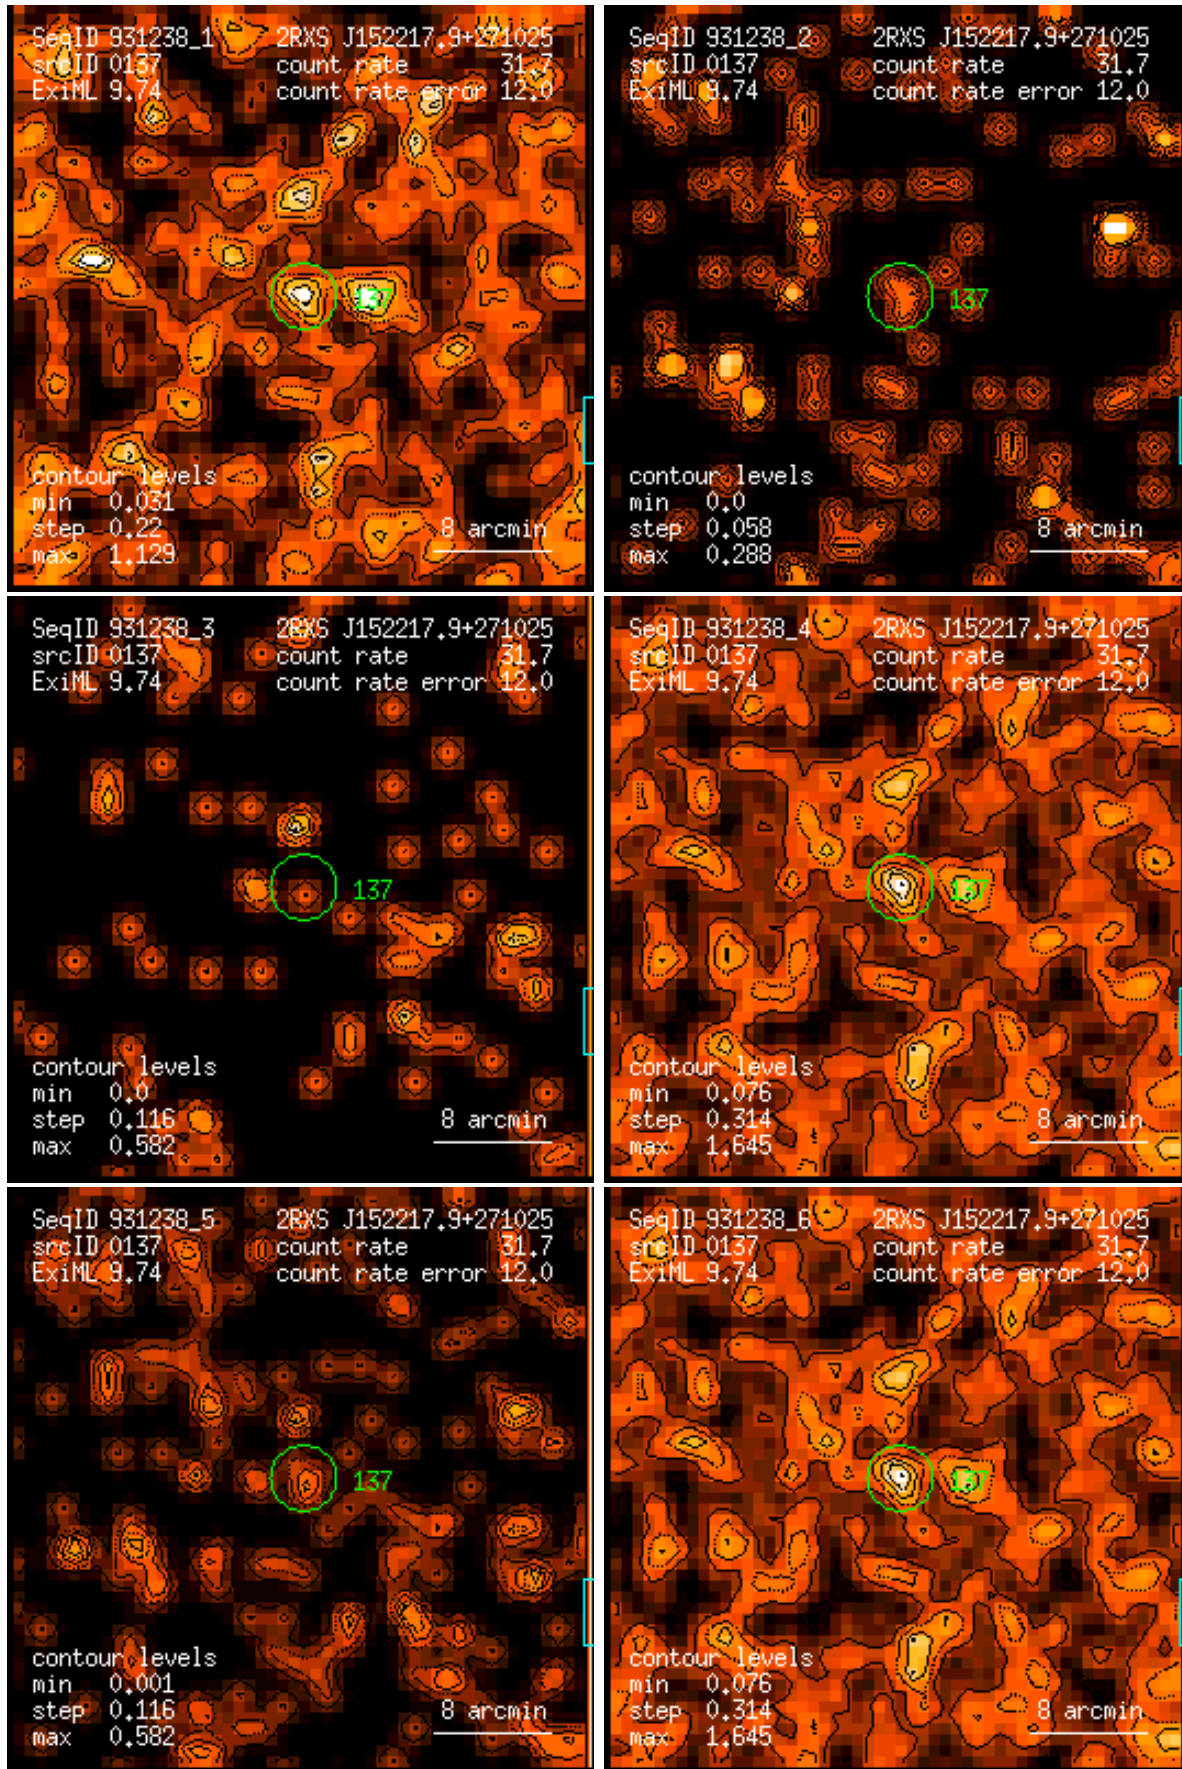 SeqID 931238_1 2RXS J152217.9+271025
srcID 0137 count rate 31.7
ExiML 9.74 count rate error 12.0
137
contour levels
min 0.031
step 0.22 8 arcmin
max 1.129
SeqID 931238_2 2RXS J152217.9+271025
srcID 0137 count rate 31.7
ExiML 9.74 count rate error 12.0
137
contour levels
min 0.0
step 0.058 8 arcmin
max 0.288
SeqID 931238_3 2RXS J152217.9+271025
srcID 0137 count rate 31.7
ExiML 9.74 count rate error 12.0
137
contour levels
min 0.0
step 0.116 8 arcmin
max 0.582
SeqID 931238_4 2RXS J152217.9+271025
srcID 0137 count rate 31.7
ExiML 9.74 count rate error 12.0
137
contour levels
min 0.076
step 0.314 8 arcmin
max 1.645
SeqID 931238_5 2RXS J152217.9+271025
srcID 0137 count rate 31.7
ExiML 9.74 count rate error 12.0
137
contour levels
min 0.001
step 0.116 8 arcmin
max 0.582
SeqID 931238_6 2RXS J152217.9+271025
srcID 0137 count rate 31.7
ExiML 9.74 count rate error 12.0
137
contour levels
min 0.076
step 0.314 8 arcmin
max 1.645